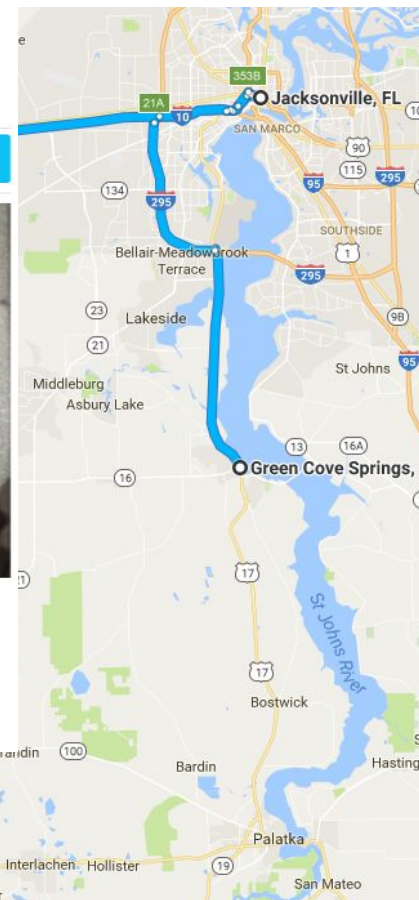 353B
Jacksonville, FL
21A
10
SAN MARCO
90
115
134
295
95
295
SOUTHSIDE
1
Bellair-Meadowbrook
Terrace
295
23
Lakeside
9B
21
95
St Johns
Middleburg
Asbury Lake
13
16A
Green Cove Springs,
16
17
St Johns River
17
Bostwick
100
Bardin
Hasting
Palatka
Interlachen
Hollister
19
San Mateo